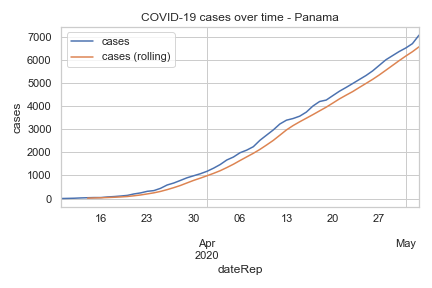 COVID-19 cases over time - Panama
cases
cases (rolling)
cases
7000
6000
5000
4000
3000
2000
1000
0
16 23 30 06 13 20 27
Apr May
2020
dateRep